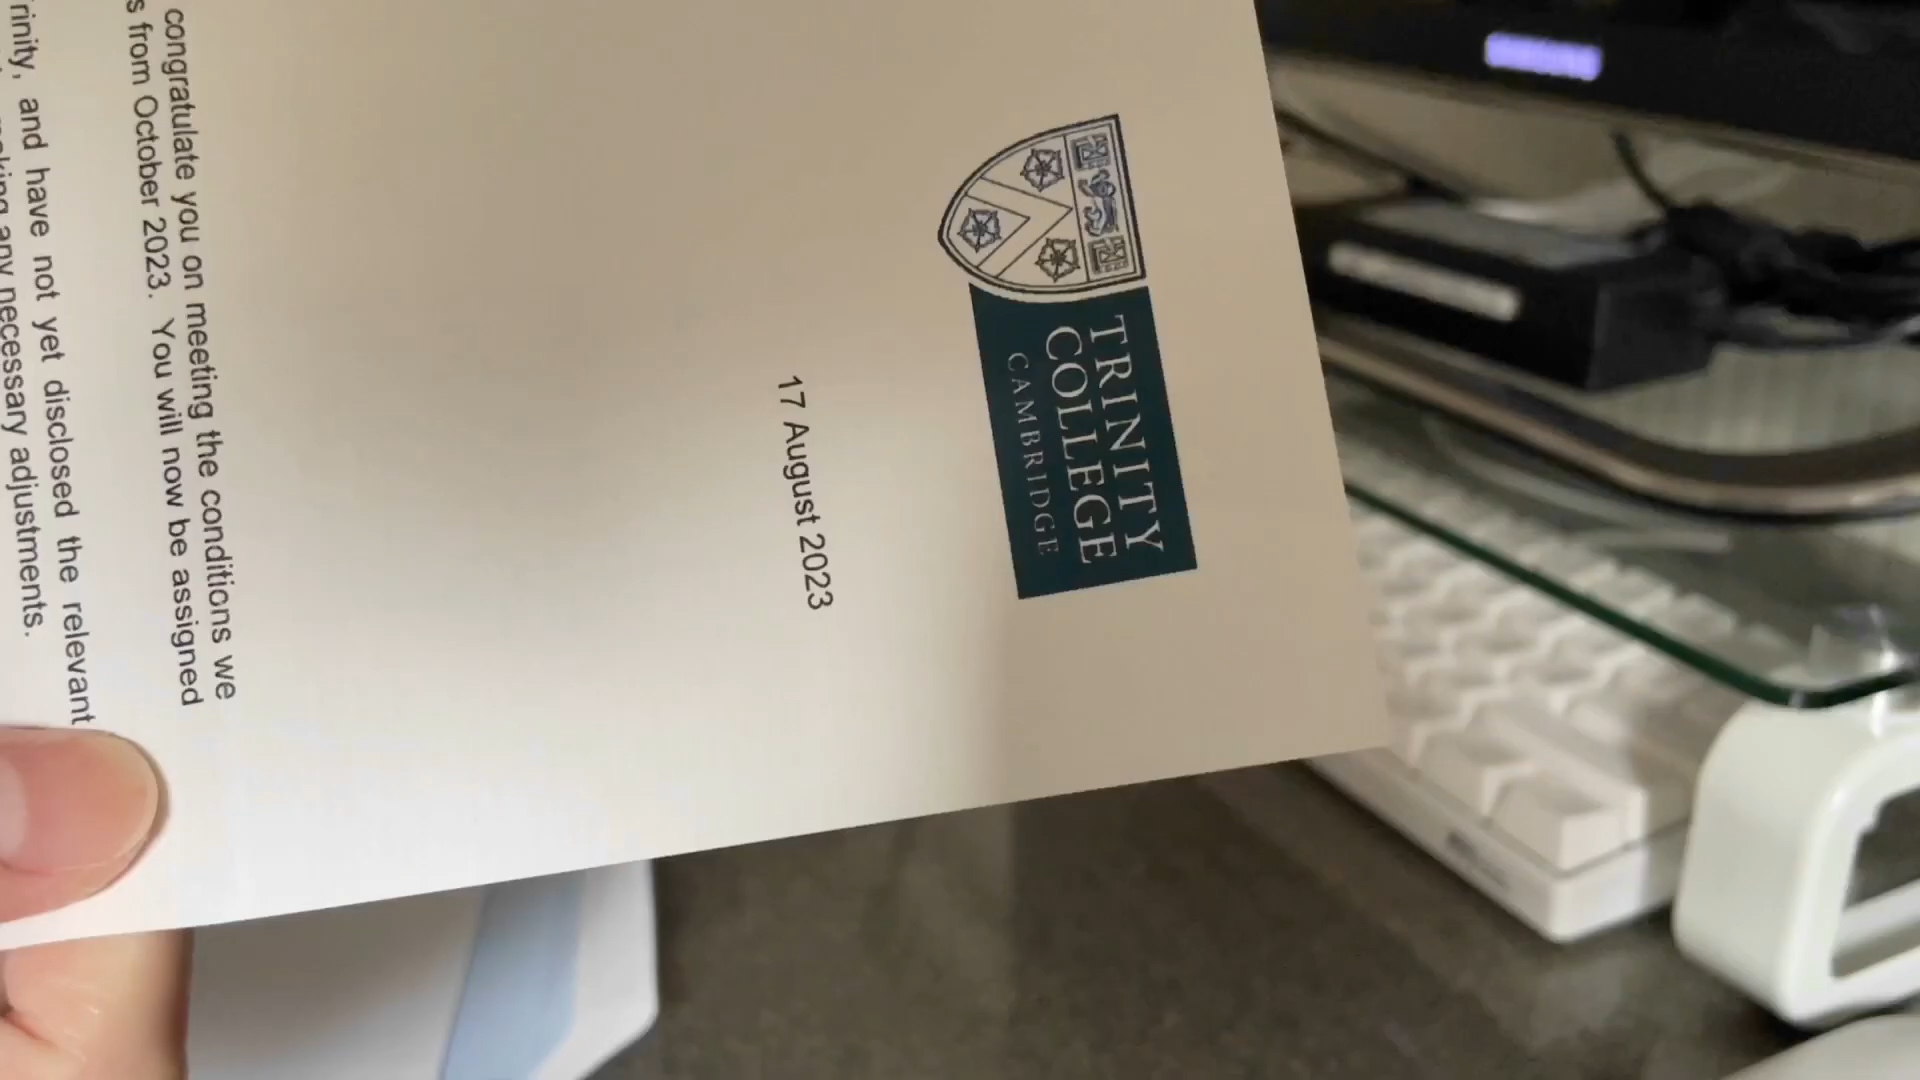 TRINITY
COLLEGE
CAMBRIDGE
17 August 2023
congratulate you on meeting the conditions we
from October 2023. You will now be assigned
and have not yet disclosed the relevant
any necessary adjustments.